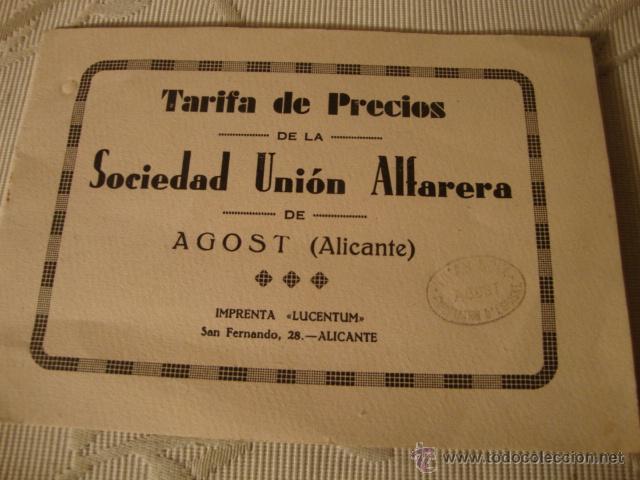 Tarifa de Precios
DE LA
Sociedad Unión Alfarera
DE
AGOST (Alicante)
IMPRENTA «LUCENTUM»
San Fernando, 28.—ALICANTE
AGOST
www.todocoleccion.net